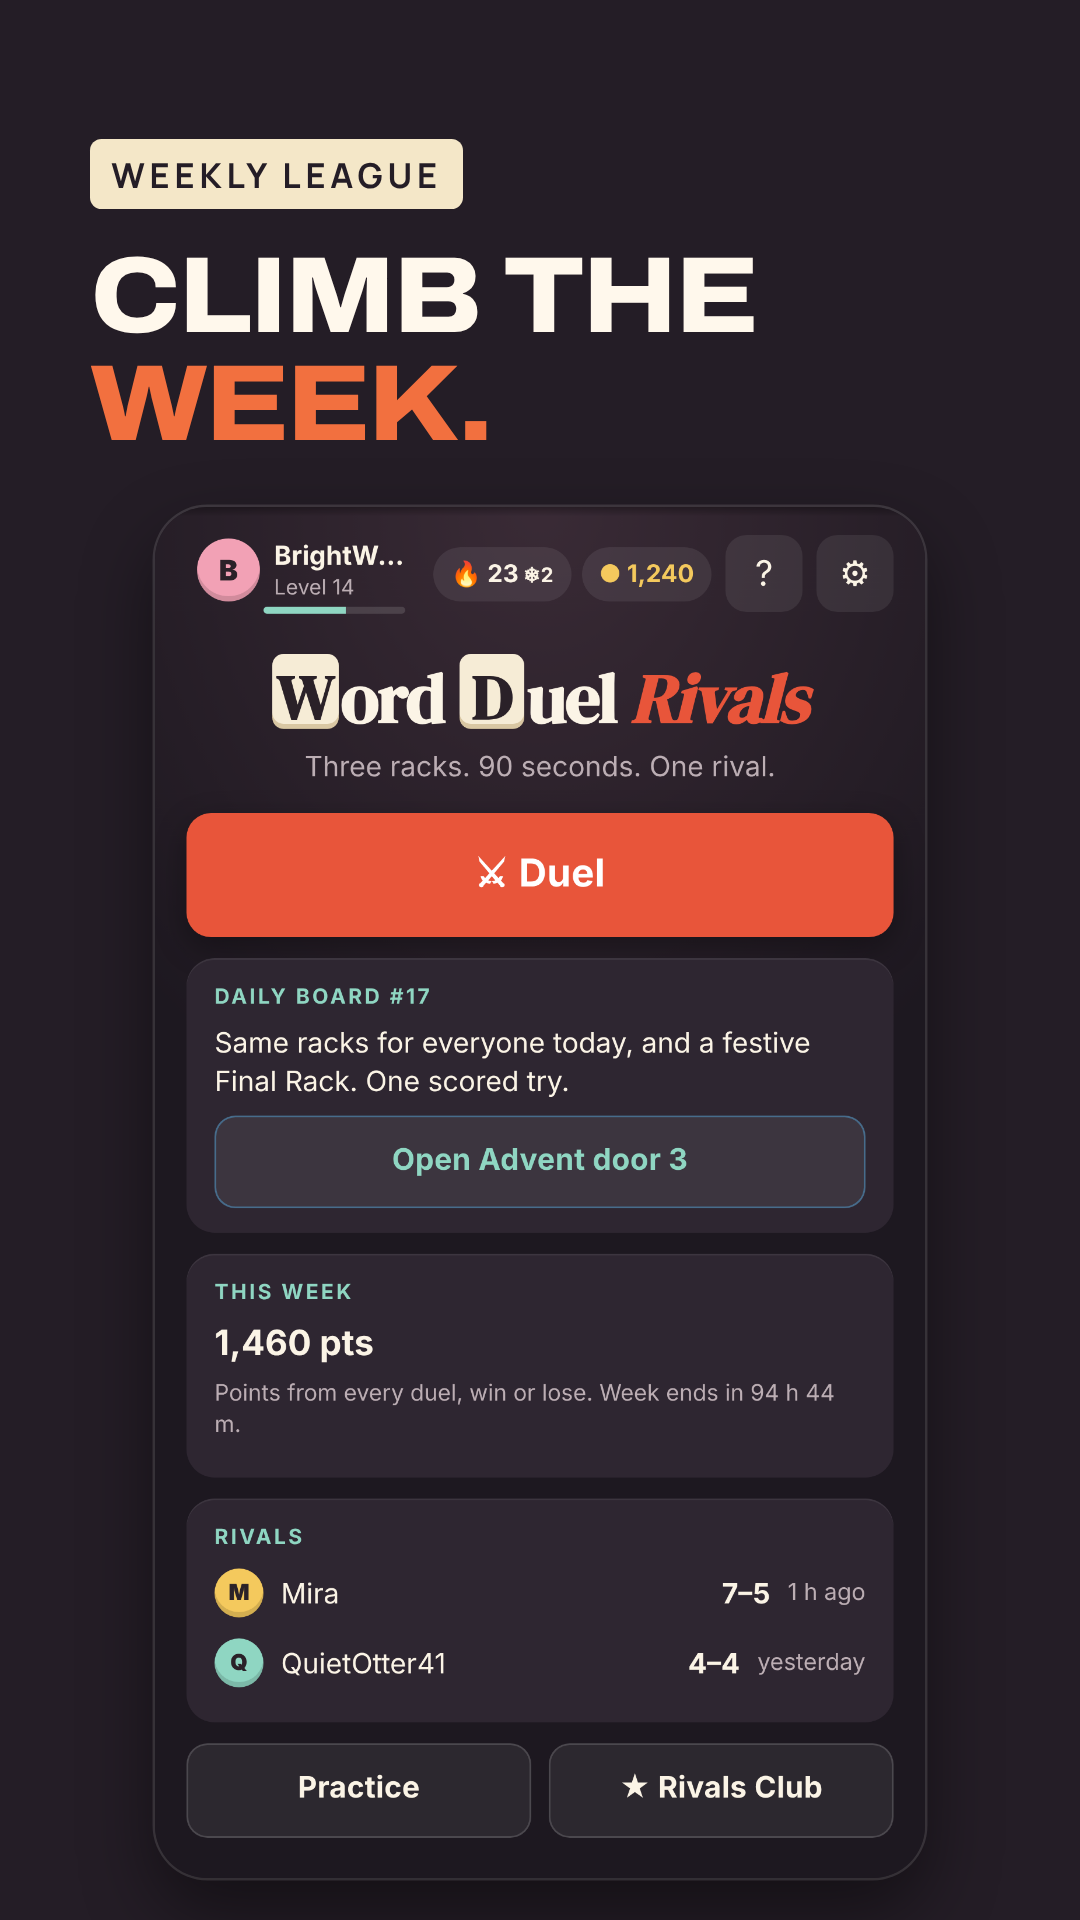 WEEKLY LEAGUE
CLIMB THE
WEEK.
B BrightW... 🔥 23 ❄2 1,240 ? ⚙
Level 14
Word Duel Rivals
Three racks. 90 seconds. One rival.
⚔ Duel
DAILY BOARD #17
Same racks for everyone today, and a festive
Final Rack. One scored try.
Open Advent door 3
THIS WEEK
1,460 pts
Points from every duel, win or lose. Week ends in 94 h 44
m.
RIVALS
M Mira 7–5 1 h ago
Q QuietOtter41 4–4 yesterday
Practice ★ Rivals Club